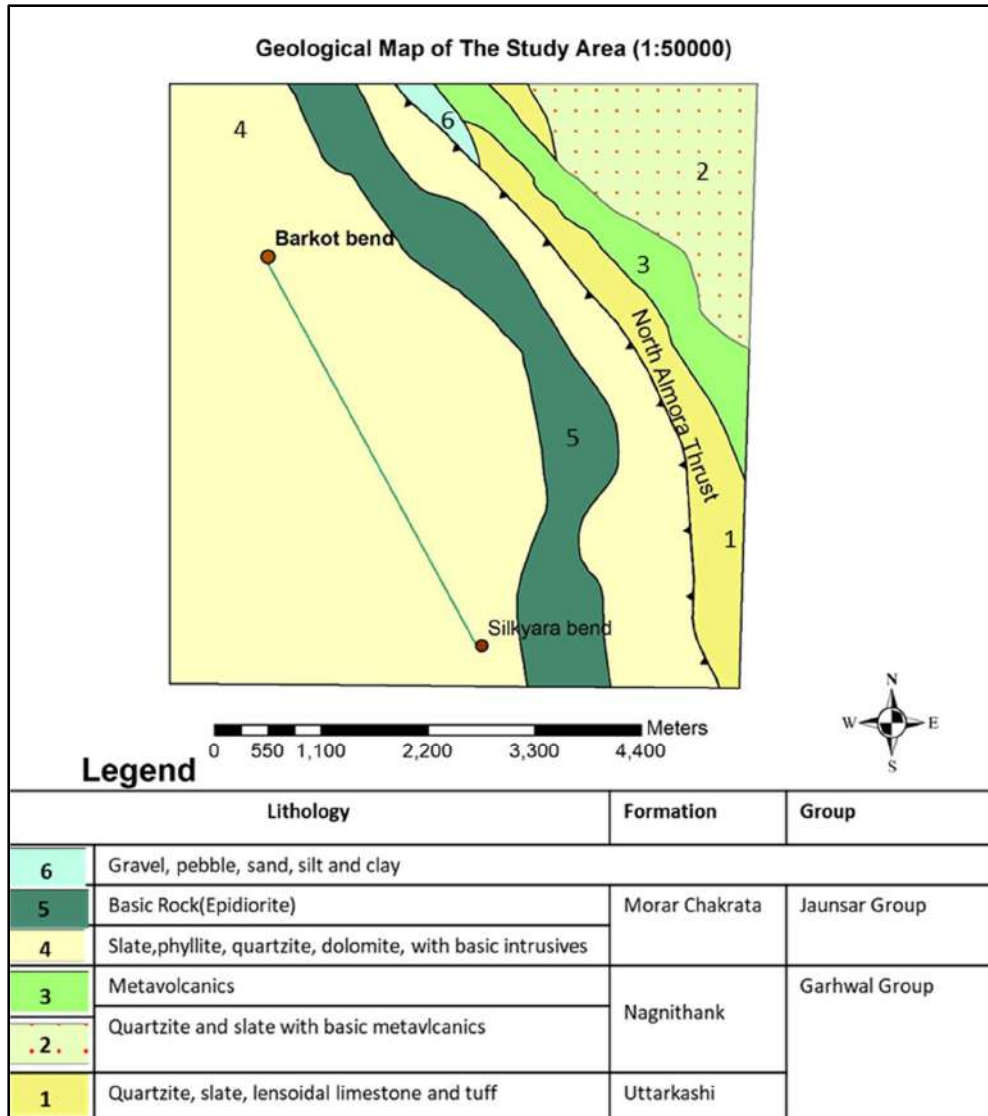 Geological Map of The Study Area (1:50000)
4
6
2
Barkot bend
3
North Almora Thrust
5
1
Silkyara bend
N
W E
S
Meters
0 550 1,100 2,200 3,300 4,400
Legend
Lithology Formation Group
6 Gravel, pebble, sand, silt and clay
5 Basic Rock(Epidiorite) Morar Chakrata Jaunsar Group
4 Slate,phyllite, quartzite, dolomite, with basic intrusives
3 Metavolcanics Nagnithank Garhwal Group
2 Quartzite and slate with basic metavlcanics
1 Quartzite, slate, lensoidal limestone and tuff Uttarkashi